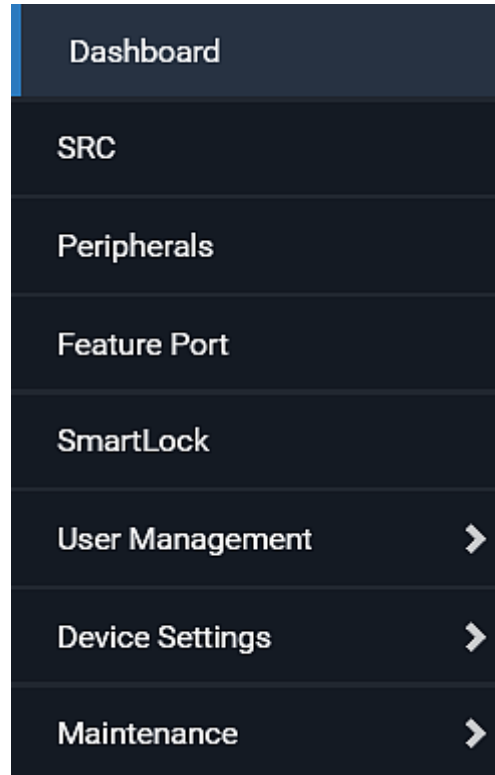 Dashboard
SRC
Peripherals
Feature Port
SmartLock
User Management
Device Settings
Maintenance